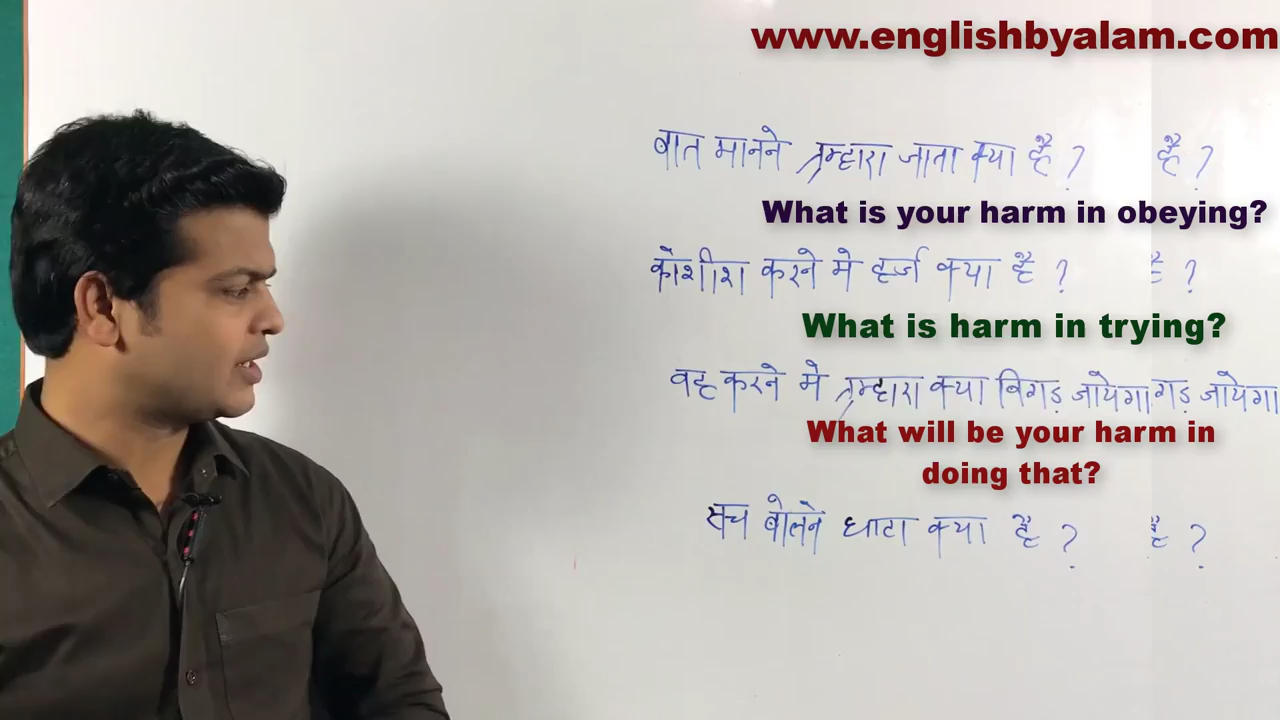 www.englishbyalam.com
बात मानने तुम्हारा जाता क्या है ? है ?
What is your harm in obeying?
कोशीश करने मे हर्ज क्या है ? है ?
What is harm in trying?
वह करने मे तुम्हारा क्या बिगड़ जायेगा गड़ जायेगा
What will be your harm in
doing that?
सच बोलने घाटा क्या है ? है ?